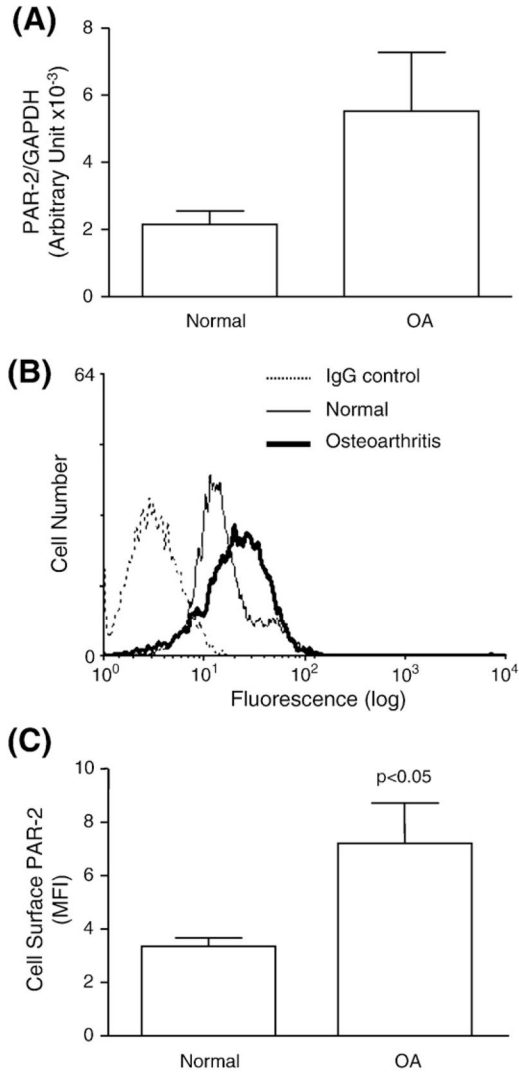 (A)
PAR-2/GAPDH
(Arbitrary Unit x10⁻³)
8
6
4
2
0
Normal OA
(B)
64
Cell Number
0
IgG control
Normal
Osteoarthritis
10⁰ 10¹ 10² 10³ 10⁴
Fluorescence (log)
(C)
Cell Surface PAR-2
(MFI)
10
8
6
4
2
0
p<0.05
Normal OA